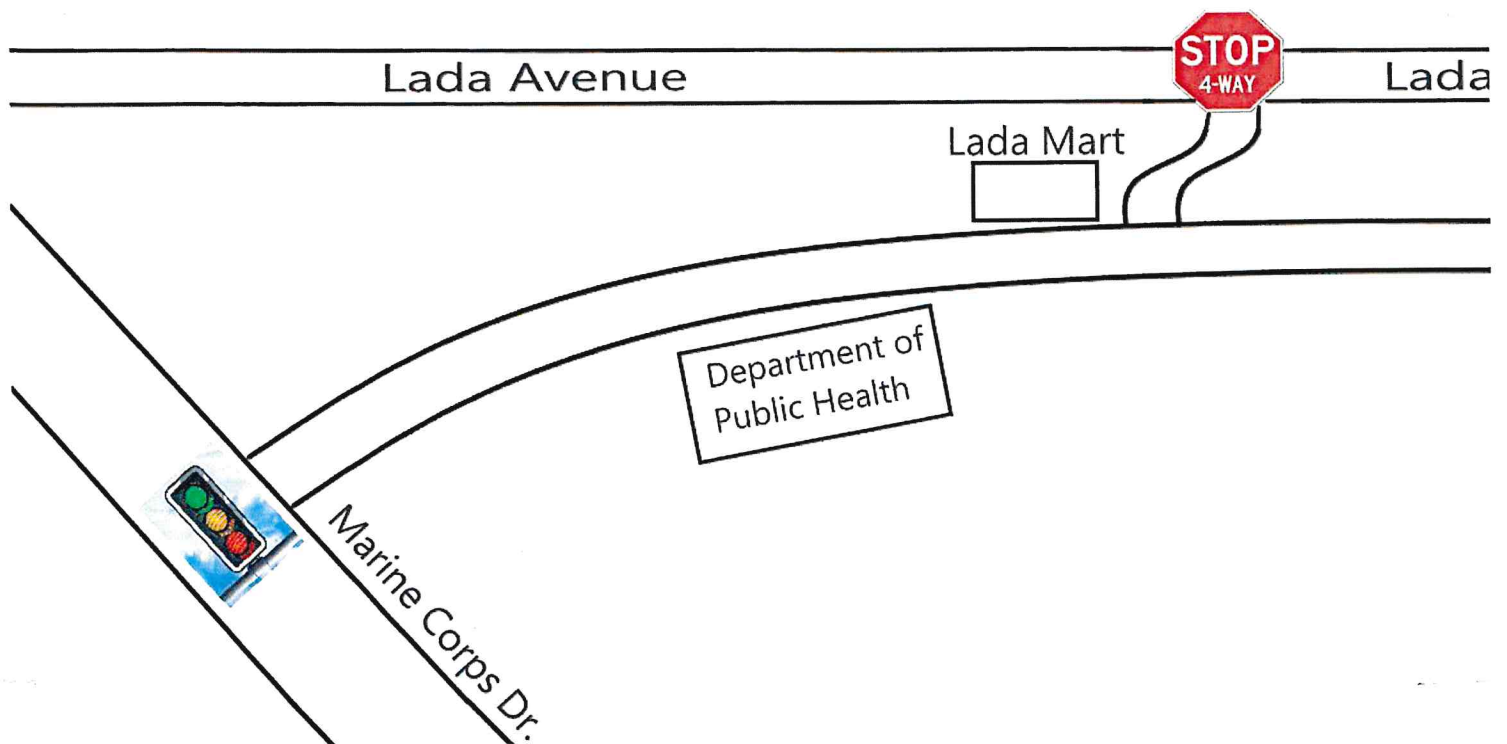 STOP
4-WAY
Lada Avenue
Lada
Lada Mart
Department of
Public Health
Marine Corps Dr.